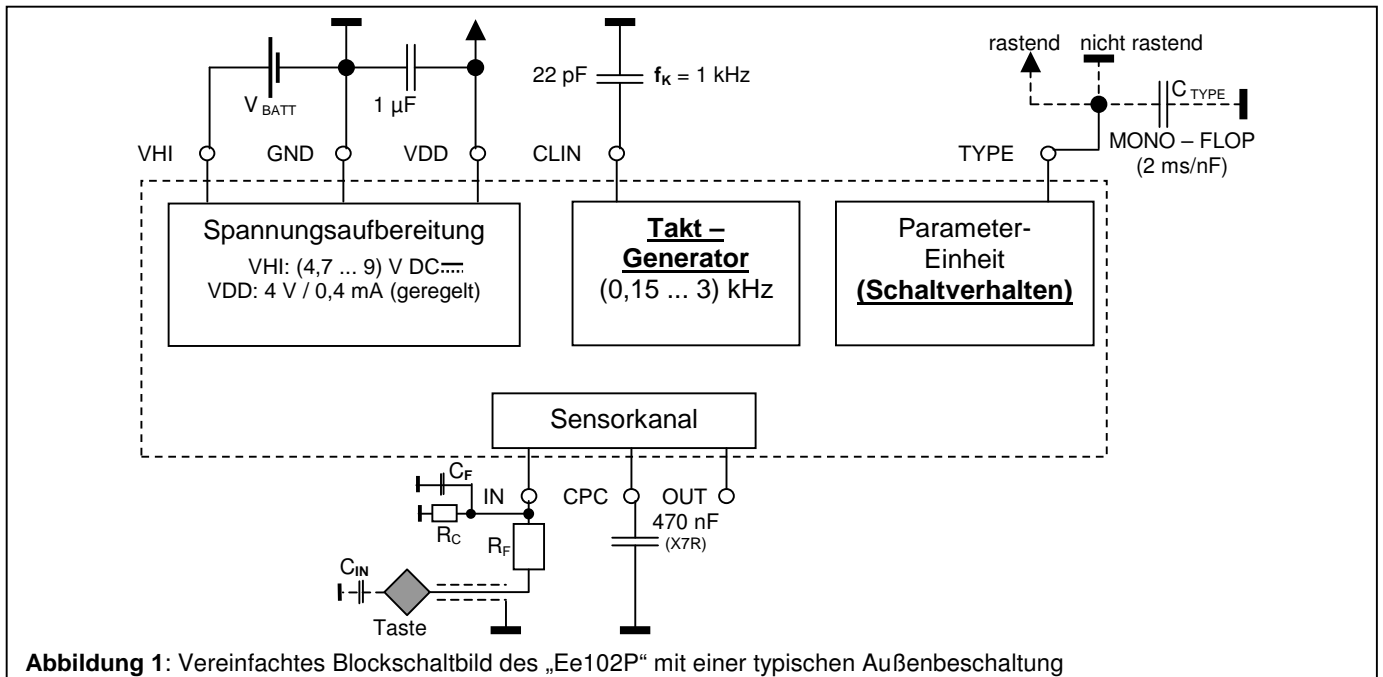 rastend nicht rastend
22 pF f_K = 1 kHz
V_BATT 1 µF
C_TYPE
MONO – FLOP
(2 ms/nF)
VHI GND VDD CLIN TYPE
Spannungsaufbereitung
VHI: (4,7 ... 9) V DC
VDD: 4 V / 0,4 mA (geregelt)
Takt –
Generator
(0,15 ... 3) kHz
Parameter-
Einheit
(Schaltverhalten)
Sensorkanal
C_F
IN CPC OUT
R_C
R_F
470 nF
(X7R)
C_IN
Taste
Abbildung 1: Vereinfachtes Blockschaltbild des „Ee102P“ mit einer typischen Außenbeschaltung